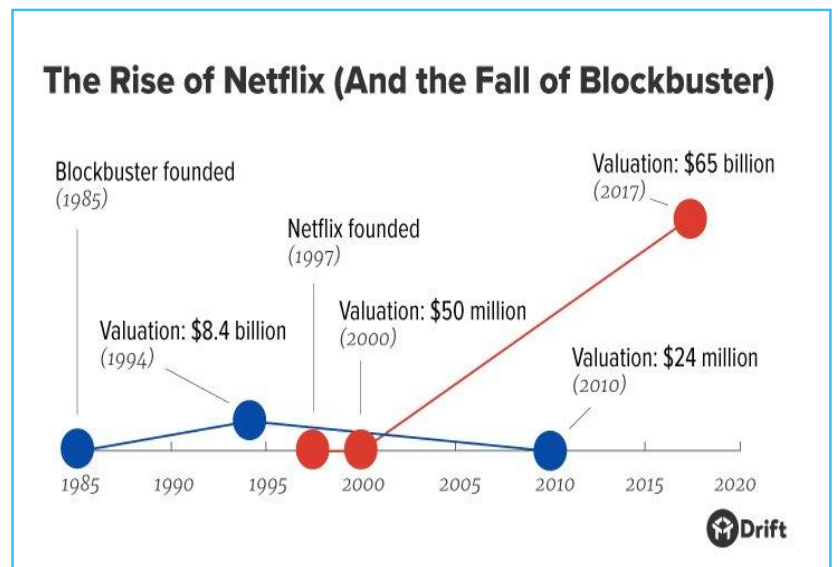 The Rise of Netflix (And the Fall of Blockbuster)
Blockbuster founded
(1985)
Netflix founded
(1997)
Valuation: $65 billion
(2017)
Valuation: $8.4 billion
(1994)
Valuation: $50 million
(2000)
Valuation: $24 million
(2010)
1985 1990 1995 2000 2005 2010 2015 2020
Drift